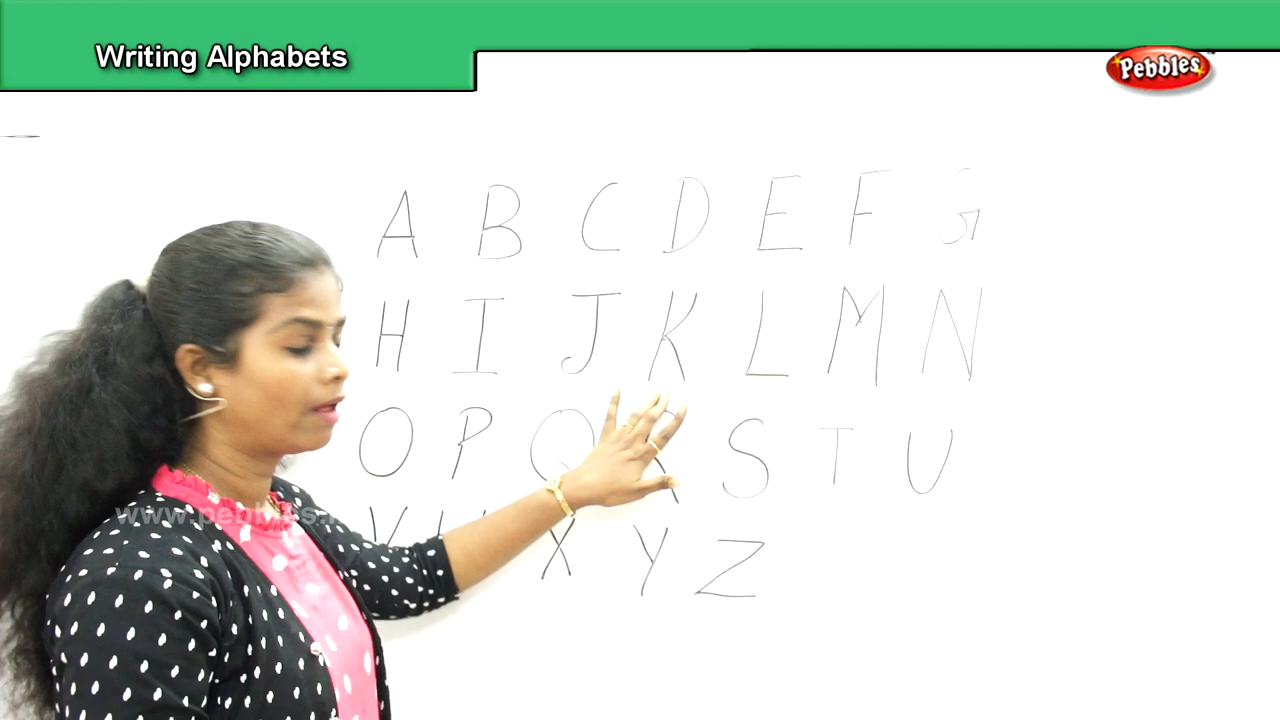 Writing Alphabets
Pebbles
A B C D E F G
H I J K L M N
O P Q R S T U
V W X Y Z